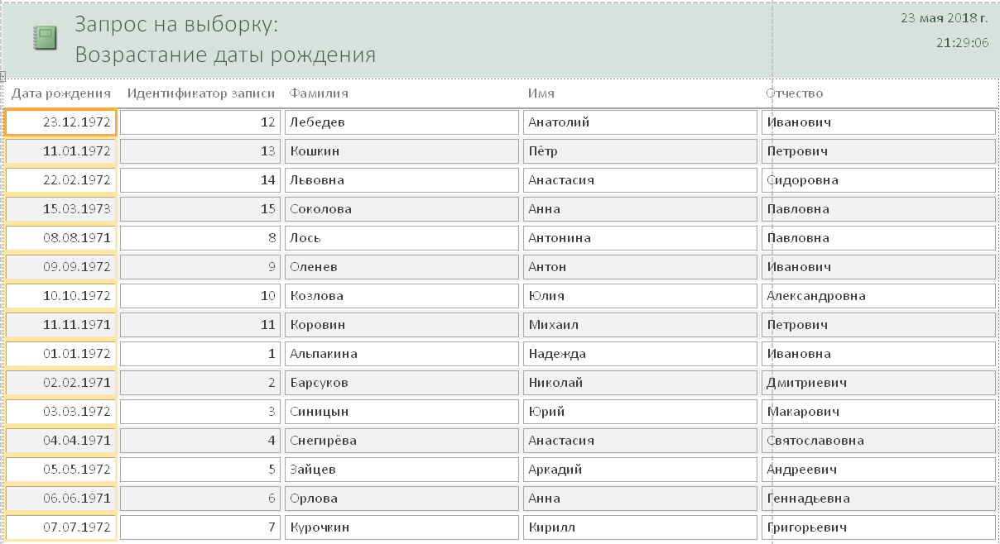 Запрос на выборку:
Возрастание даты рождения
23 мая 2018 г.
21:29:06
Дата рождения Идентификатор записи Фамилия Имя Отчество
23.12.1972 12 Лебедев Анатолий Иванович
11.01.1972 13 Кошкин Пётр Петрович
22.02.1972 14 Львовна Анастасия Сидоровна
15.03.1973 15 Соколова Анна Павловна
08.08.1971 8 Лось Антонина Павловна
09.09.1972 9 Оленев Антон Иванович
10.10.1972 10 Козлова Юлия Александровна
11.11.1971 11 Коровин Михаил Петрович
01.01.1972 1 Альпакина Надежда Ивановна
02.02.1971 2 Барсуков Николай Дмитриевич
03.03.1972 3 Синицын Юрий Макарович
04.04.1971 4 Снегирёва Анастасия Святославовна
05.05.1972 5 Зайцев Аркадий Андреевич
06.06.1971 6 Орлова Анна Геннадьевна
07.07.1972 7 Курочкин Кирилл Григорьевич